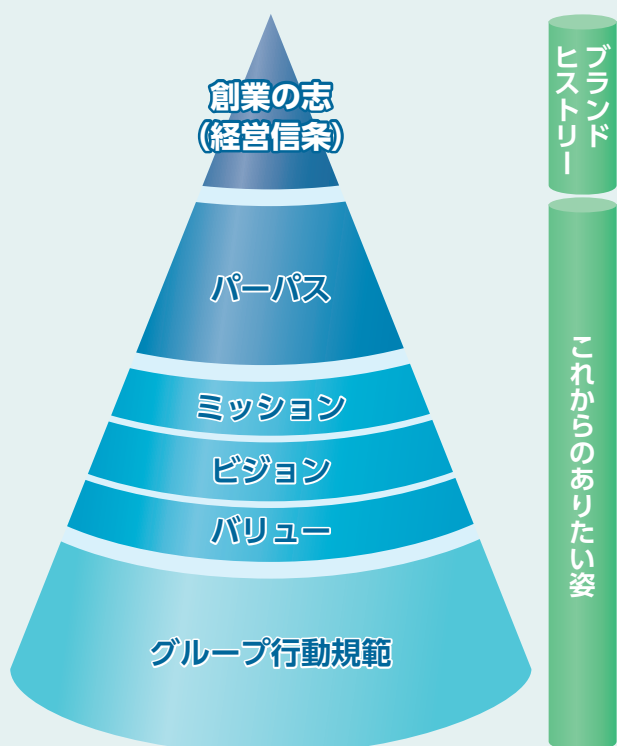 創業の志
(経営信条)
パーパス
ミッション
ビジョン
バリュー
グループ行動規範
ブランド
ヒストリー
これからのありたい姿